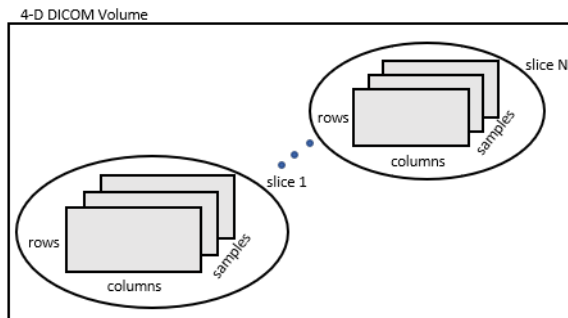 4-D DICOM Volume
slice N
rows
samples
columns
slice 1
rows
samples
columns